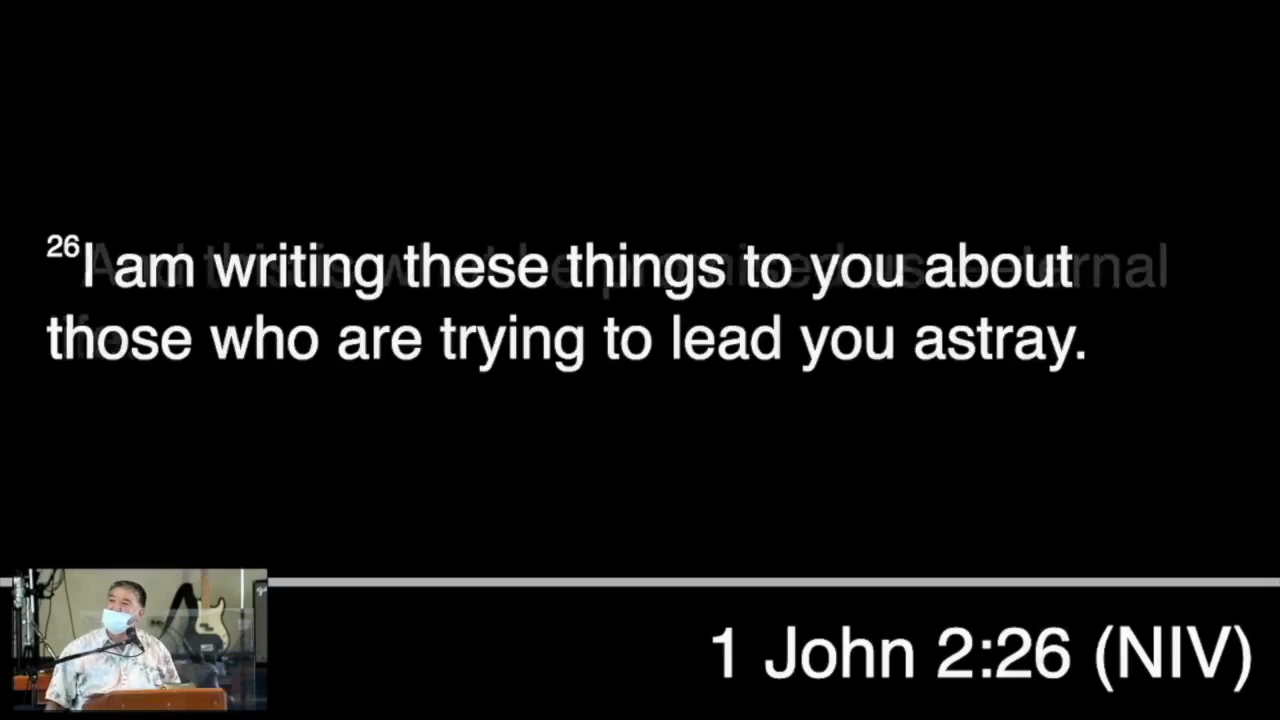 26 I am writing these things to you about
those who are trying to lead you astray.
1 John 2:26 (NIV)